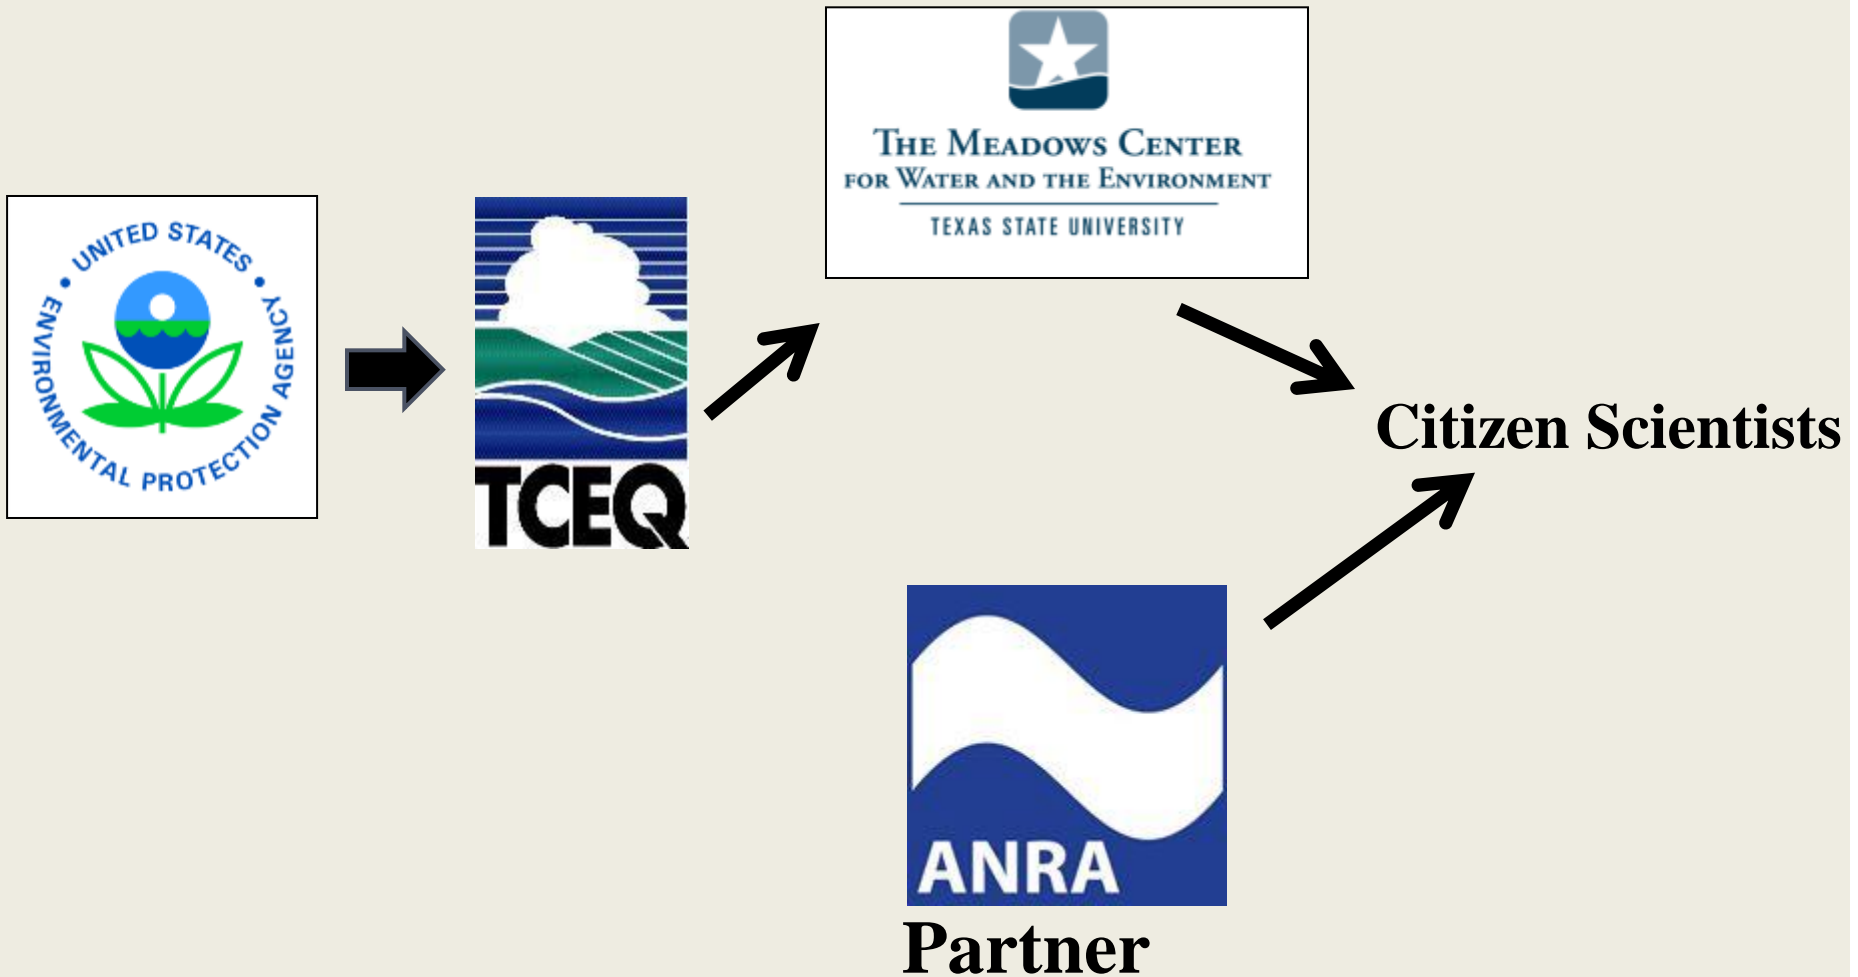 UNITED STATES • ENVIRONMENTAL PROTECTION AGENCY •
TCEQ
THE MEADOWS CENTER
FOR WATER AND THE ENVIRONMENT
TEXAS STATE UNIVERSITY
Citizen Scientists
ANRA
Partner